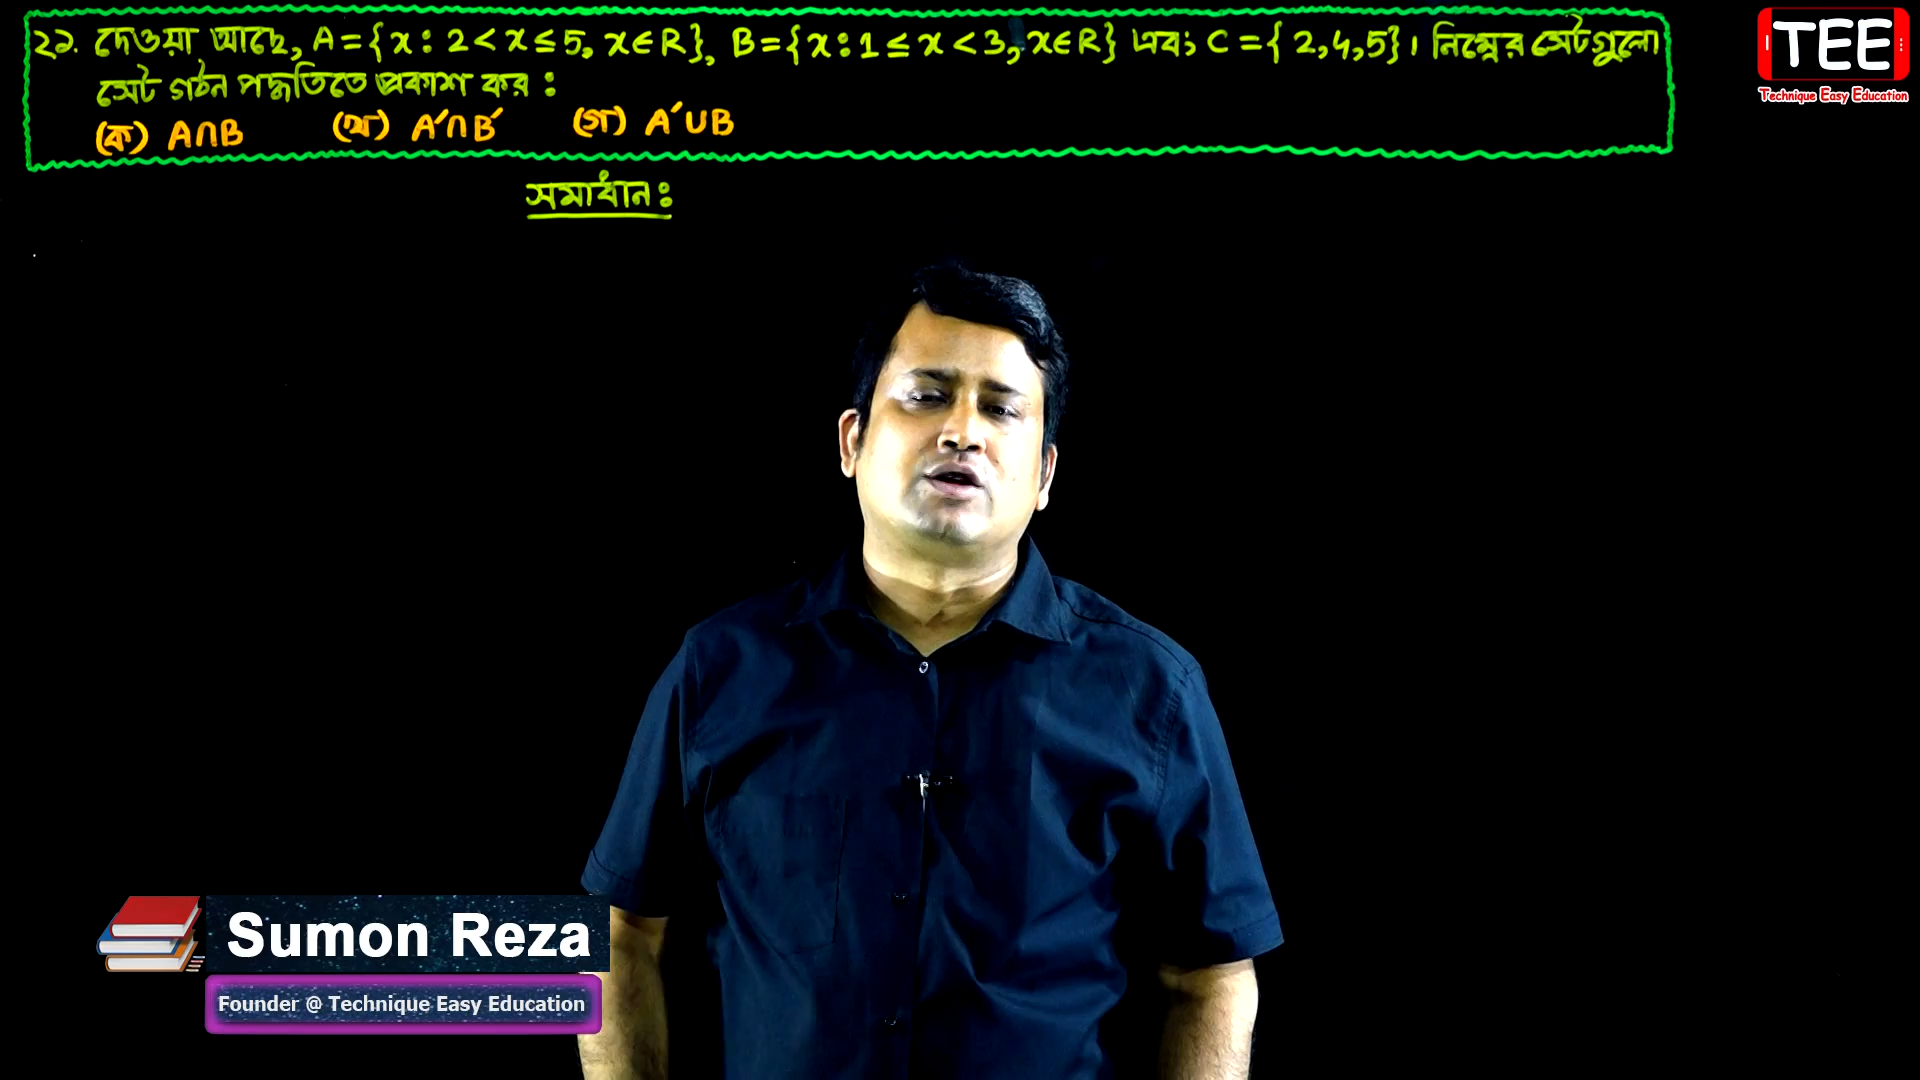 ২১. দেওয়া আছে, A = {x : 2 < x ≤ 5, x ∈ R}, B = {x : 1 ≤ x < 3, x ∈ R} এবং C = { 2,4,5}। নিম্নের সেটগুলো
সেট গঠন পদ্ধতিতে প্রকাশ কর :
(ক) A∩B (খ) A′∩B′ (গ) A′∪B
সমাধান :
TEE
Technique Easy Education
Sumon Reza
Founder @ Technique Easy Education